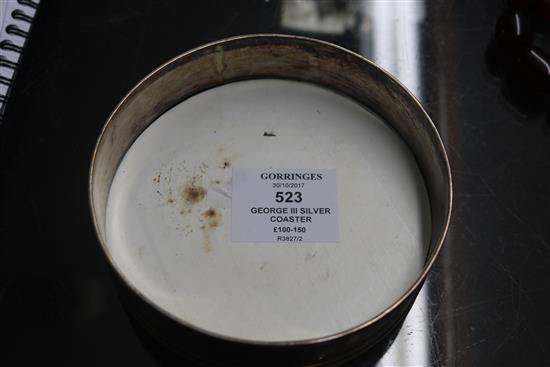 GORRINGES
30/10/2017
523
GEORGE III SILVER
COASTER
£100-150
R3827/2